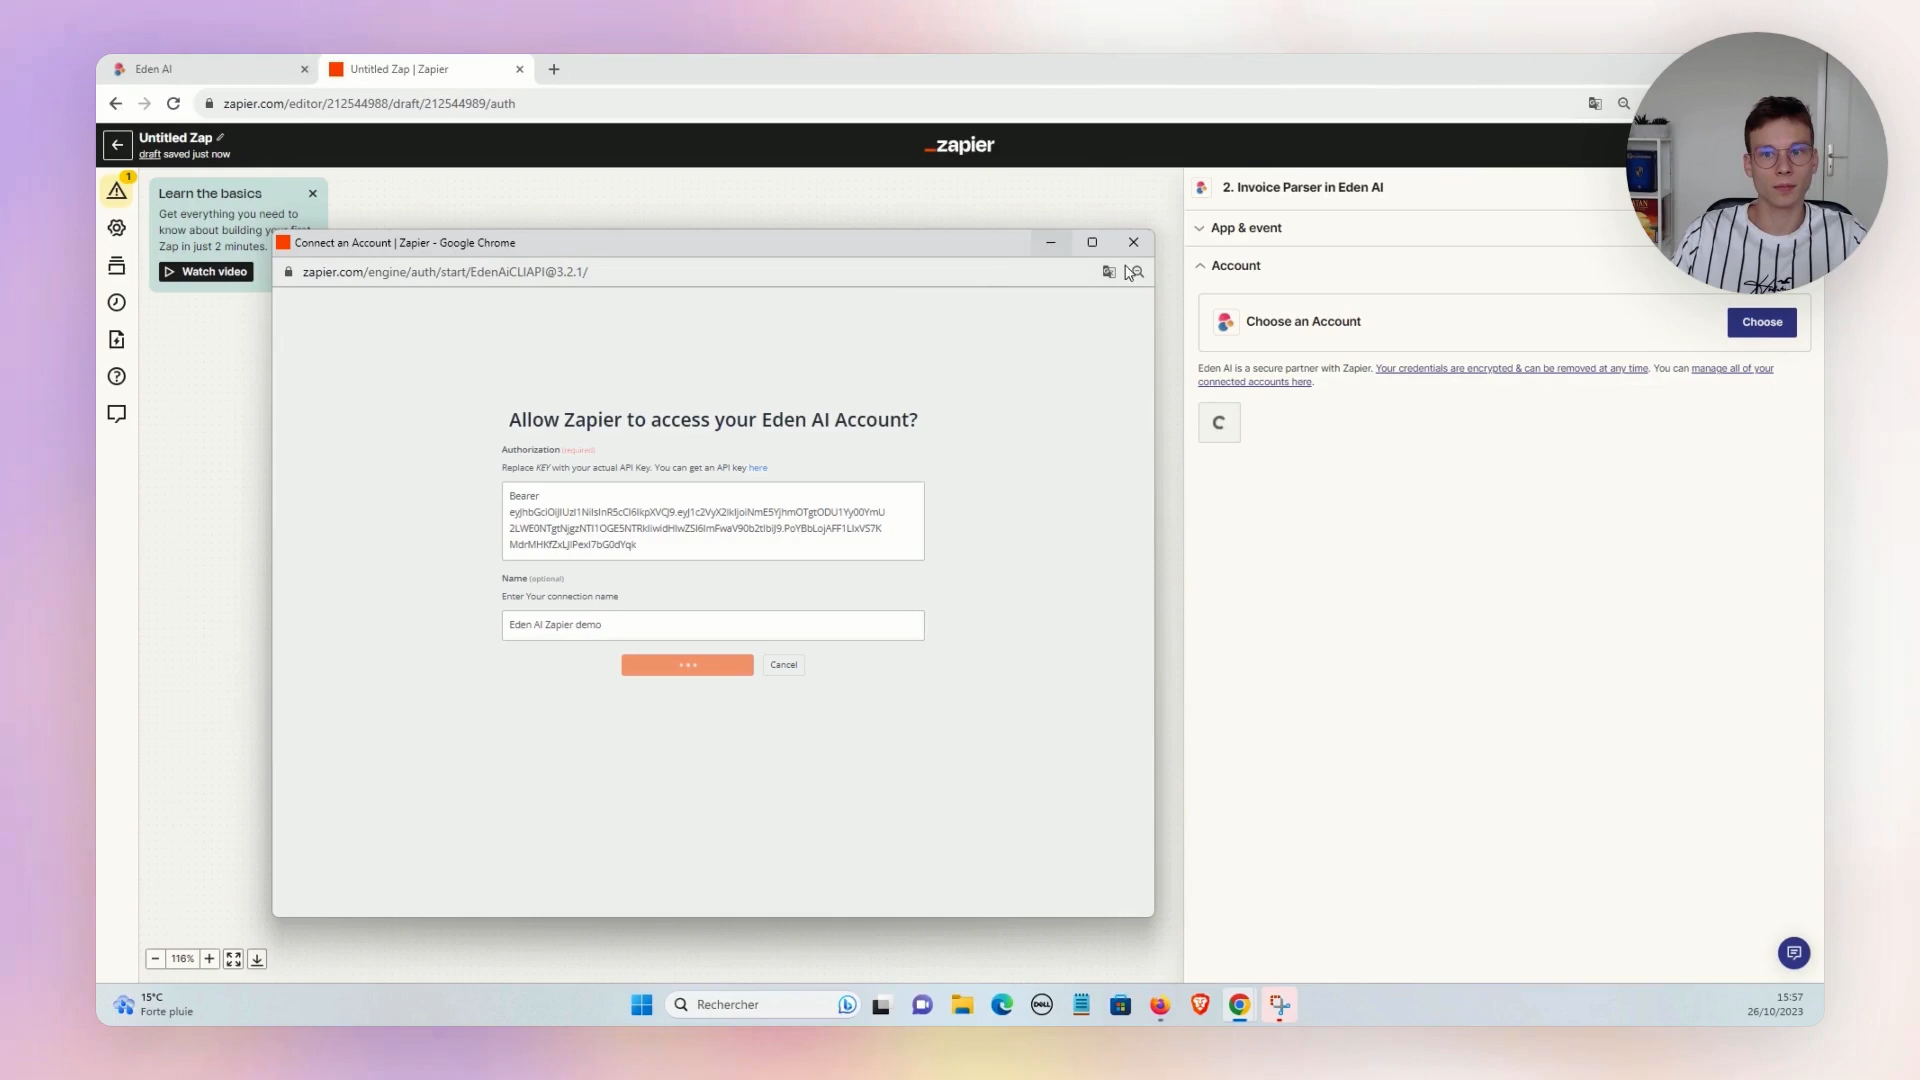 Eden AI
Untitled Zap | Zapier
zapier.com/editor/212544988/draft/212544989/auth
Untitled Zap
draft saved just now
_zapier
1
Learn the basics
Get everything you need to
know about building your first
Zap in just 2 minutes.
Watch video
Connect an Account | Zapier - Google Chrome
zapier.com/engine/auth/start/EdenAiCLIAPI@3.2.1/
Allow Zapier to access your Eden AI Account?
Authorization (required)
Replace KEY with your actual API Key. You can get an API key here
Bearer
Name (optional)
Enter Your connection name
Eden AI Zapier demo
Cancel
2. Invoice Parser in Eden AI
App & event
Account
Choose an Account
Choose
Eden AI is a secure partner with Zapier. Your credentials are encrypted & can be removed at any time. You can manage all of your
connected accounts here.
116%
15°C
Forte pluie
Rechercher
DELL
15:57
26/10/2023